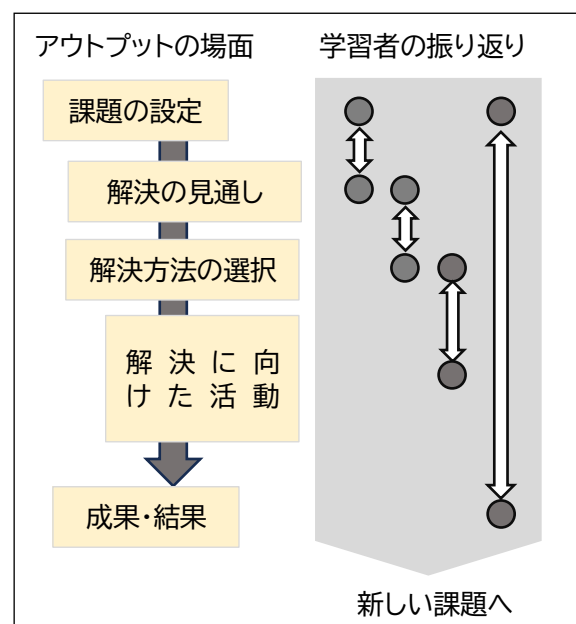 アウトプットの場面
学習者の振り返り
課題の設定
解決の見通し
解決方法の選択
解決に向
けた活動
成果・結果
新しい課題へ